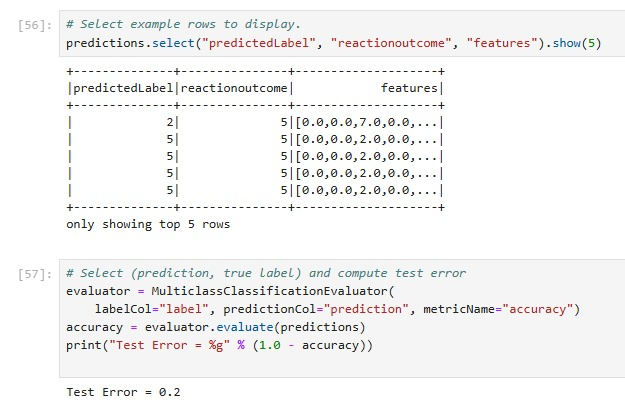 [56]: # Select example rows to display.
predictions.select("predictedLabel", "reactionoutcome", "features").show(5)
+--------------+---------------+--------------------+
|predictedLabel|reactionoutcome|            features|
+--------------+---------------+--------------------+
|             2|              5|[0.0,0.0,7.0,0.0,...|
|             5|              5|[0.0,0.0,2.0,0.0,...|
|             5|              5|[0.0,0.0,2.0,0.0,...|
|             5|              5|[0.0,0.0,2.0,0.0,...|
|             5|              5|[0.0,0.0,2.0,0.0,...|
+--------------+---------------+--------------------+
only showing top 5 rows
[57]: # Select (prediction, true label) and compute test error
evaluator = MulticlassClassificationEvaluator(
    labelCol="label", predictionCol="prediction", metricName="accuracy")
accuracy = evaluator.evaluate(predictions)
print("Test Error = %g" % (1.0 - accuracy))
Test Error = 0.2